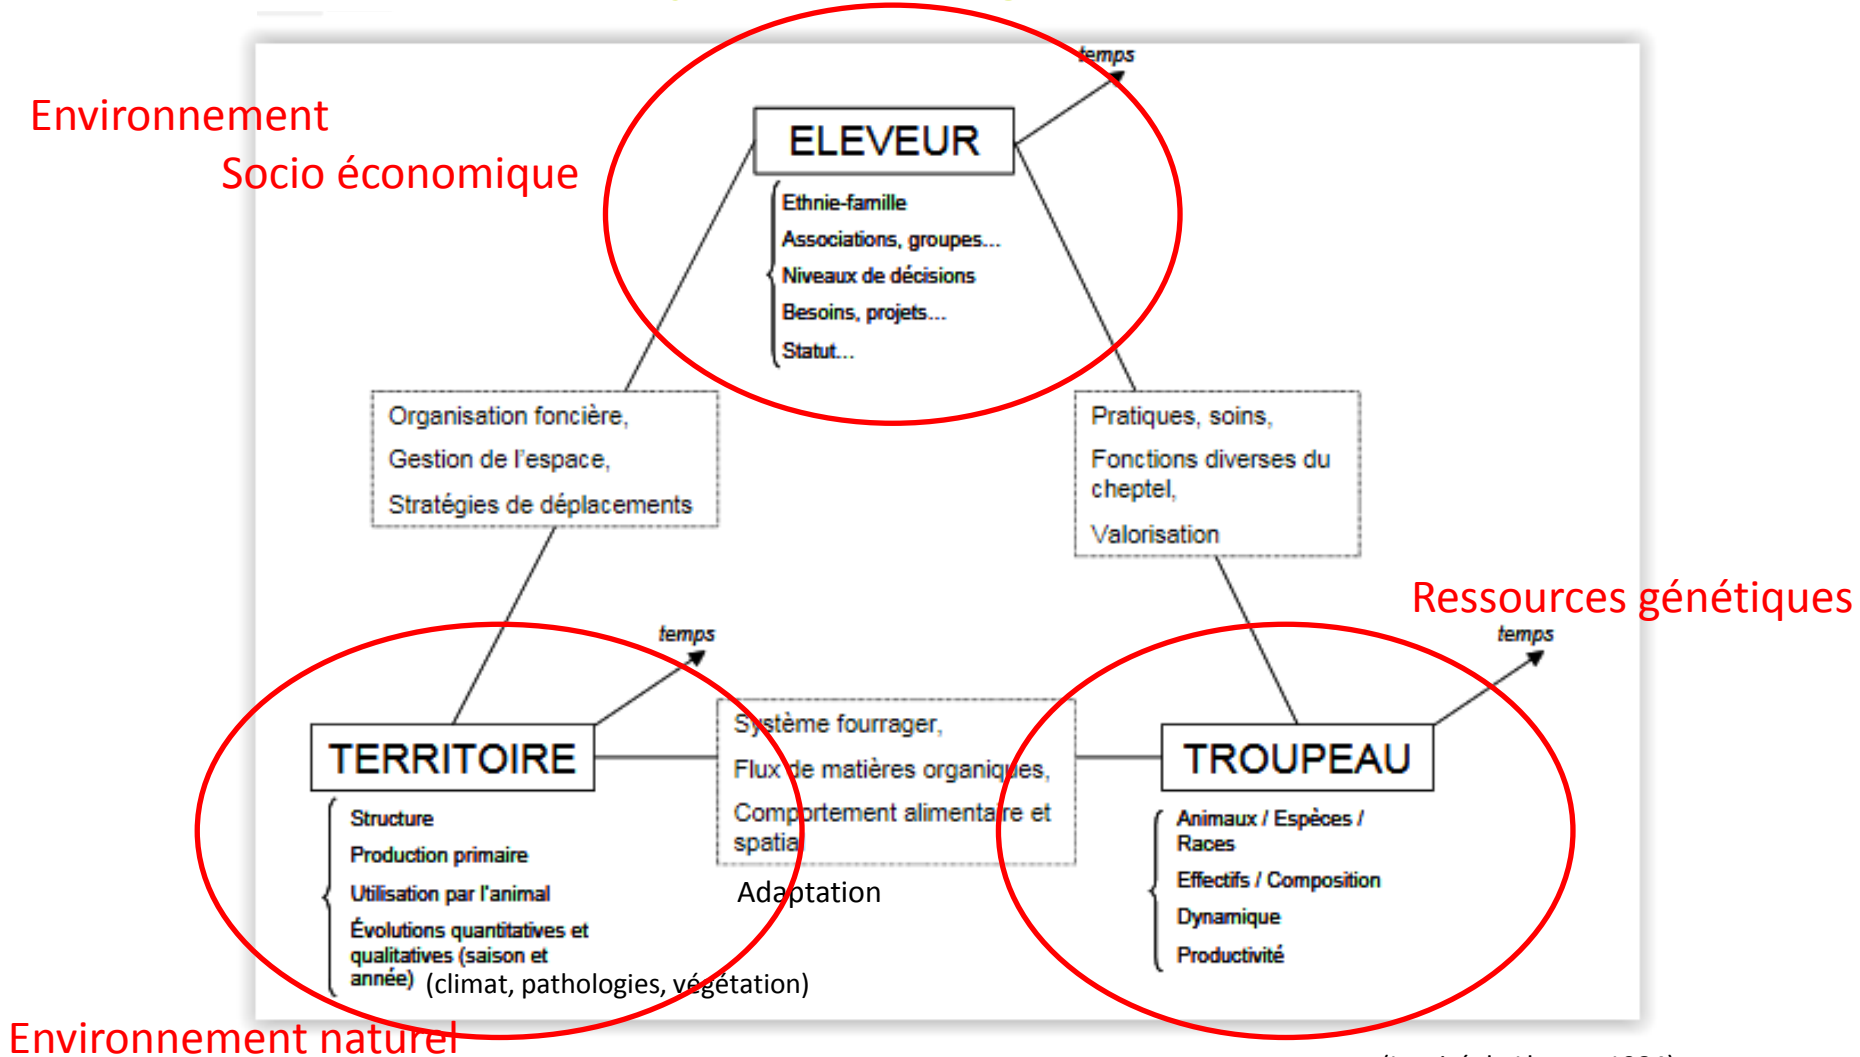 temps
Environnement
Socio économique
ELEVEUR
Ethnie-famille
Associations, groupes...
Niveaux de décisions
Besoins, projets...
Statut...
Organisation foncière,
Gestion de l'espace,
Stratégies de déplacements
Pratiques, soins,
Fonctions diverses du
cheptel,
Valorisation
Ressources génétiques
temps
temps
TERRITOIRE
Structure
Production primaire
Utilisation par l'animal
Évolutions quantitatives et
qualitatives (saison et
année) (climat, pathologies, végétation)
Système fourrager,
Flux de matières organiques,
Comportement alimentaire et
spatial
Adaptation
TROUPEAU
Animaux / Espèces /
Races
Effectifs / Composition
Dynamique
Productivité
Environnement naturel